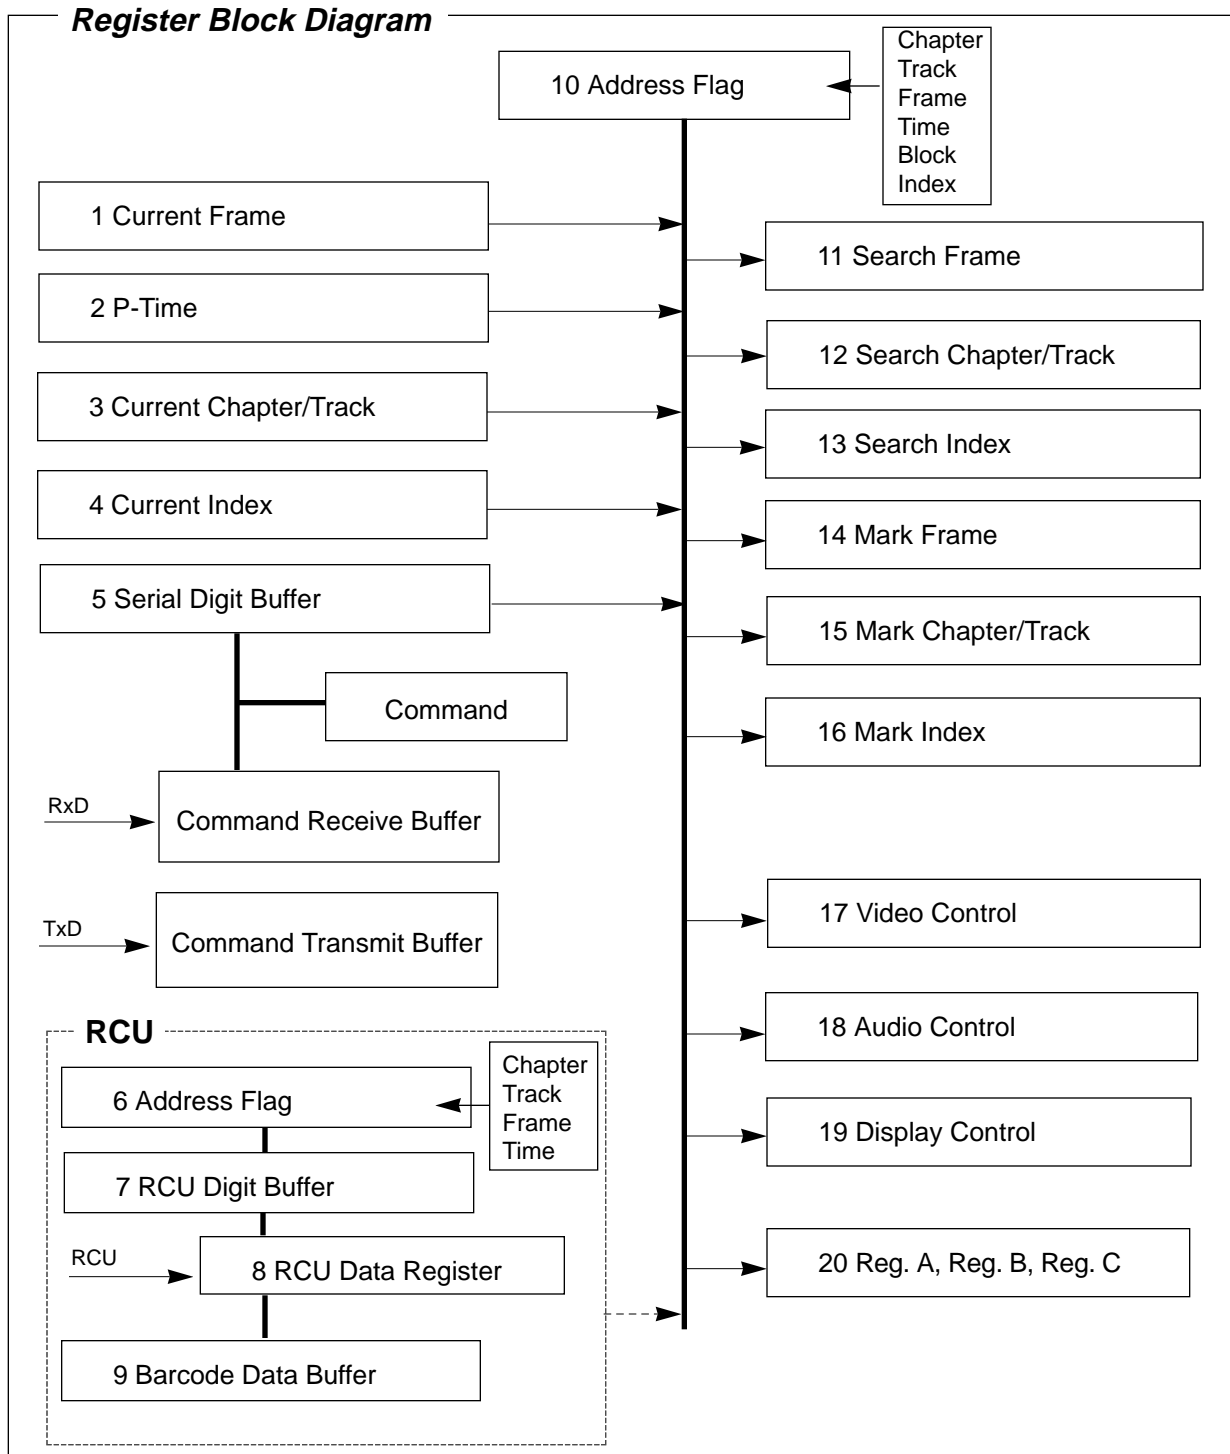 Register Block Diagram
10 Address Flag
Chapter
Track
Frame
Time
Block
Index
1 Current Frame
2 P-Time
3 Current Chapter/Track
4 Current Index
5 Serial Digit Buffer
Command
RxD
Command Receive Buffer
TxD
Command Transmit Buffer
RCU
6 Address Flag
Chapter
Track
Frame
Time
7 RCU Digit Buffer
RCU
8 RCU Data Register
9 Barcode Data Buffer
11 Search Frame
12 Search Chapter/Track
13 Search Index
14 Mark Frame
15 Mark Chapter/Track
16 Mark Index
17 Video Control
18 Audio Control
19 Display Control
20 Reg. A, Reg. B, Reg. C